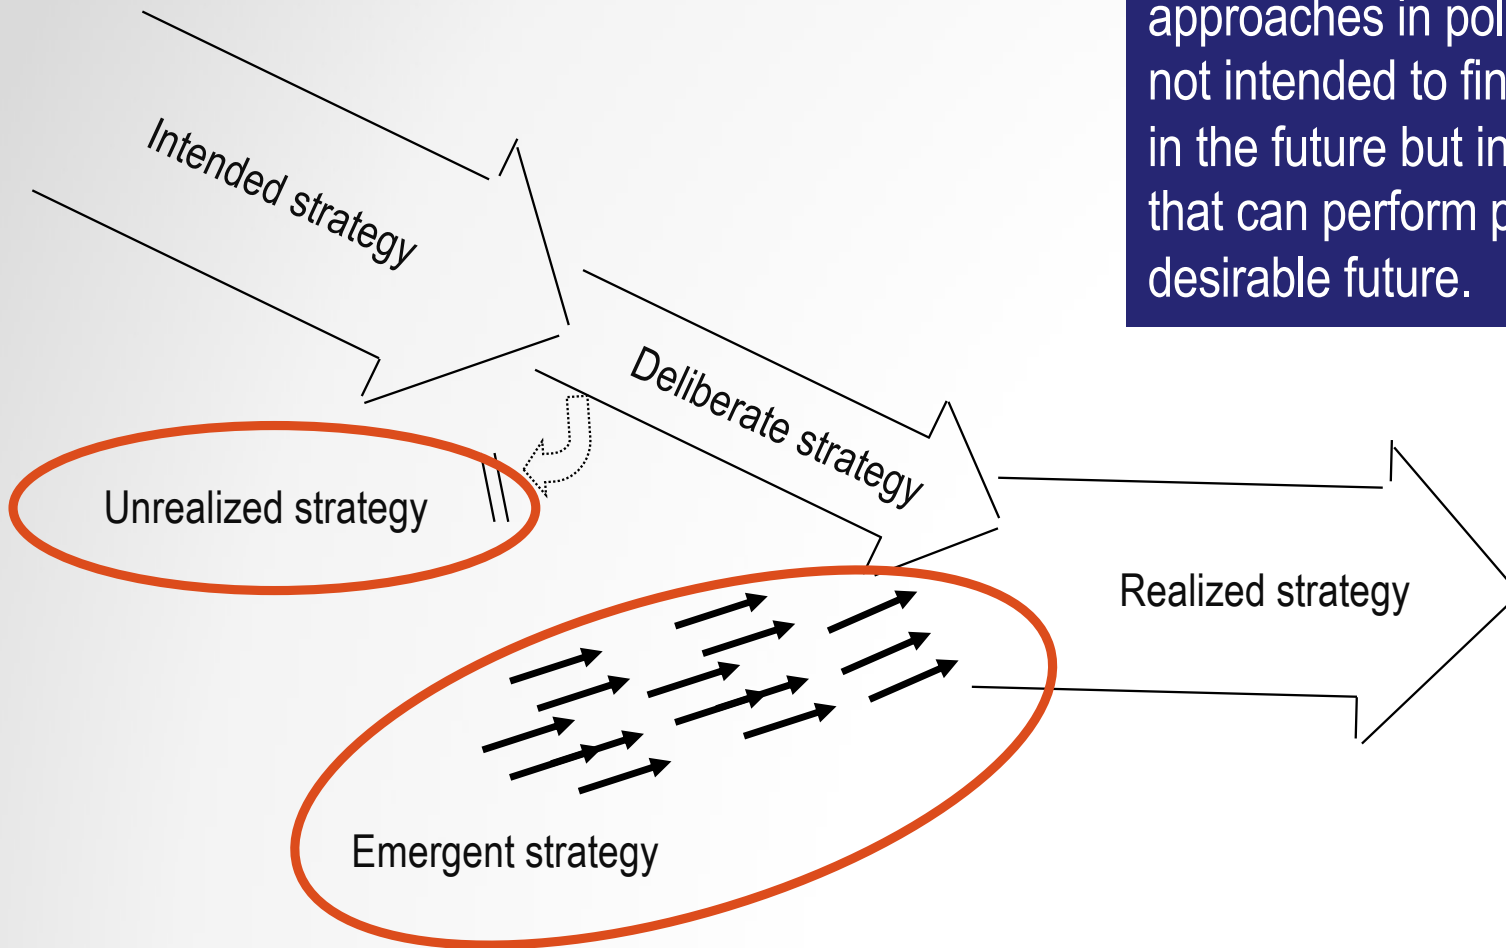 approaches in pol
not intended to fin
in the future but in
that can perform p
desirable future.
Intended strategy
Deliberate strategy
Unrealized strategy
Realized strategy
Emergent strategy